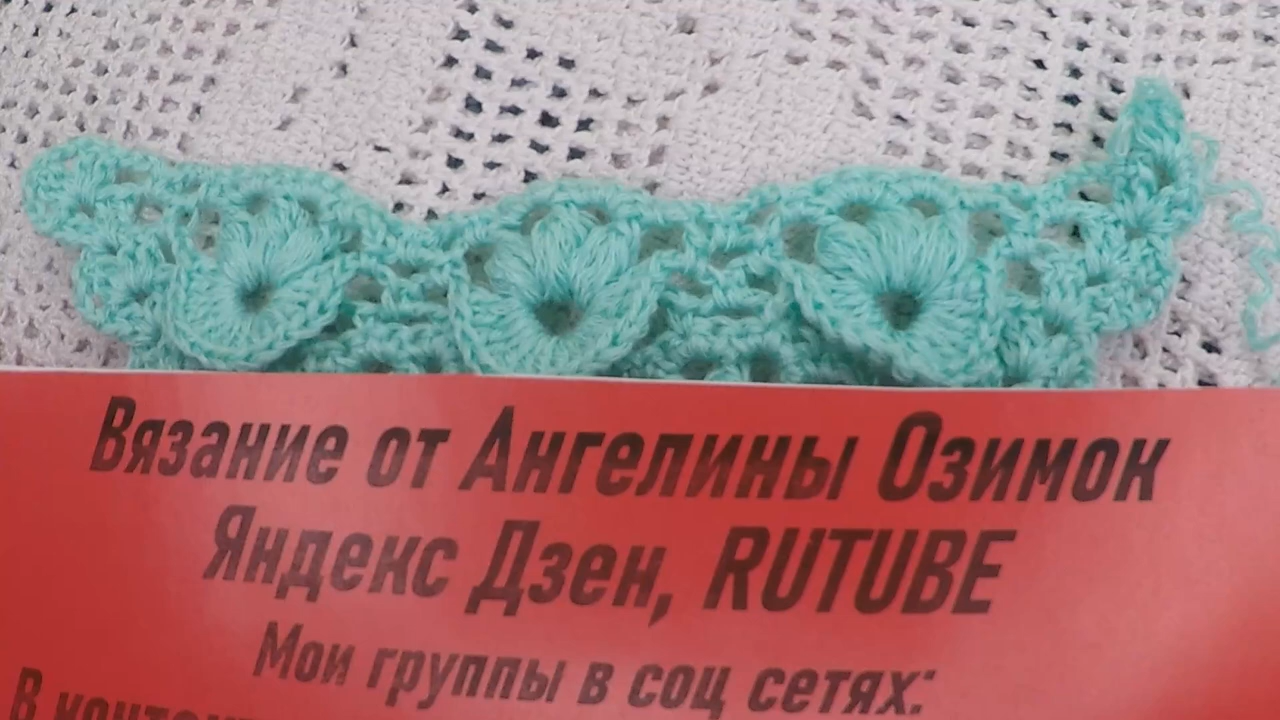 Вязание от Ангелины Озимок
Яндекс Дзен, RUTUBE
Мои группы в соц сетях:
В